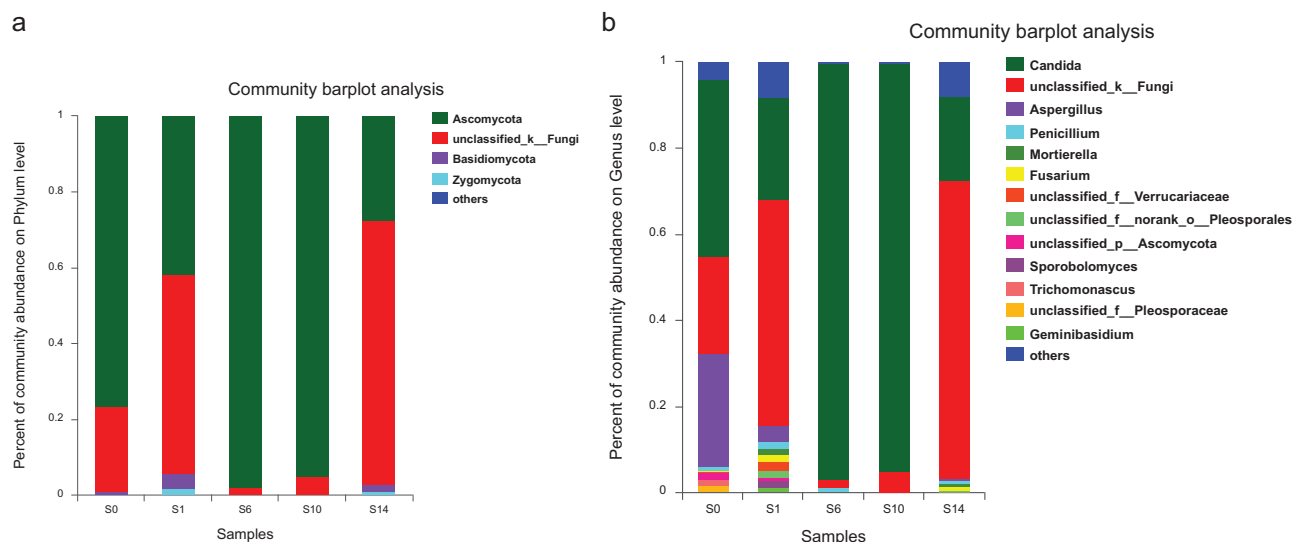 a
Community barplot analysis
Percent of community abundance on Phylum level
1
0.8
0.6
0.4
0.2
0
S0 S1 S6 S10 S14
Samples
Ascomycota
unclassified_k__Fungi
Basidiomycota
Zygomycota
others
b
Community barplot analysis
Percent of community abundance on Genus level
1
0.8
0.6
0.4
0.2
0
S0 S1 S6 S10 S14
Samples
Candida
unclassified_k__Fungi
Aspergillus
Penicillium
Mortierella
Fusarium
unclassified_f__Verrucariaceae
unclassified_f__norank_o__Pleosporales
unclassified_p__Ascomycota
Sporobolomyces
Trichomonascus
unclassified_f__Pleosporaceae
Geminibasidium
others